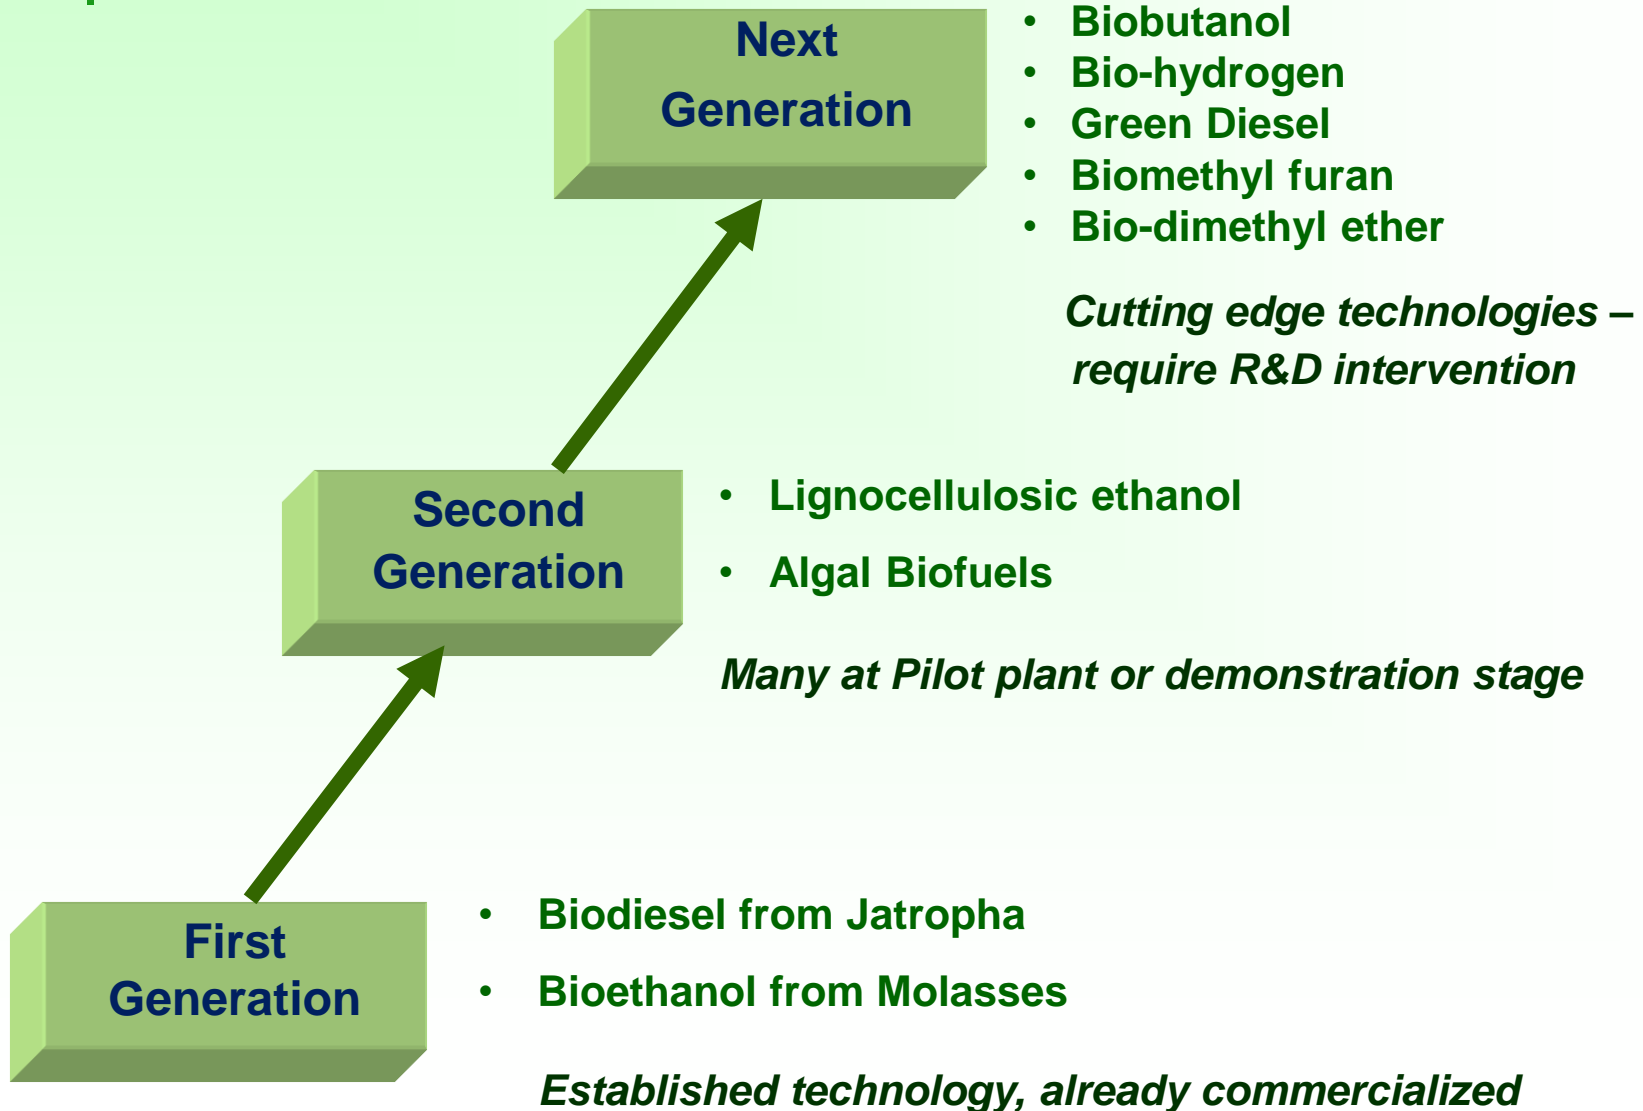 Next
Generation
• Biobutanol
• Bio-hydrogen
• Green Diesel
• Biomethyl furan
• Bio-dimethyl ether
Cutting edge technologies –
require R&D intervention
Second
Generation
• Lignocellulosic ethanol
• Algal Biofuels
Many at Pilot plant or demonstration stage
First
Generation
• Biodiesel from Jatropha
• Bioethanol from Molasses
Established technology, already commercialized